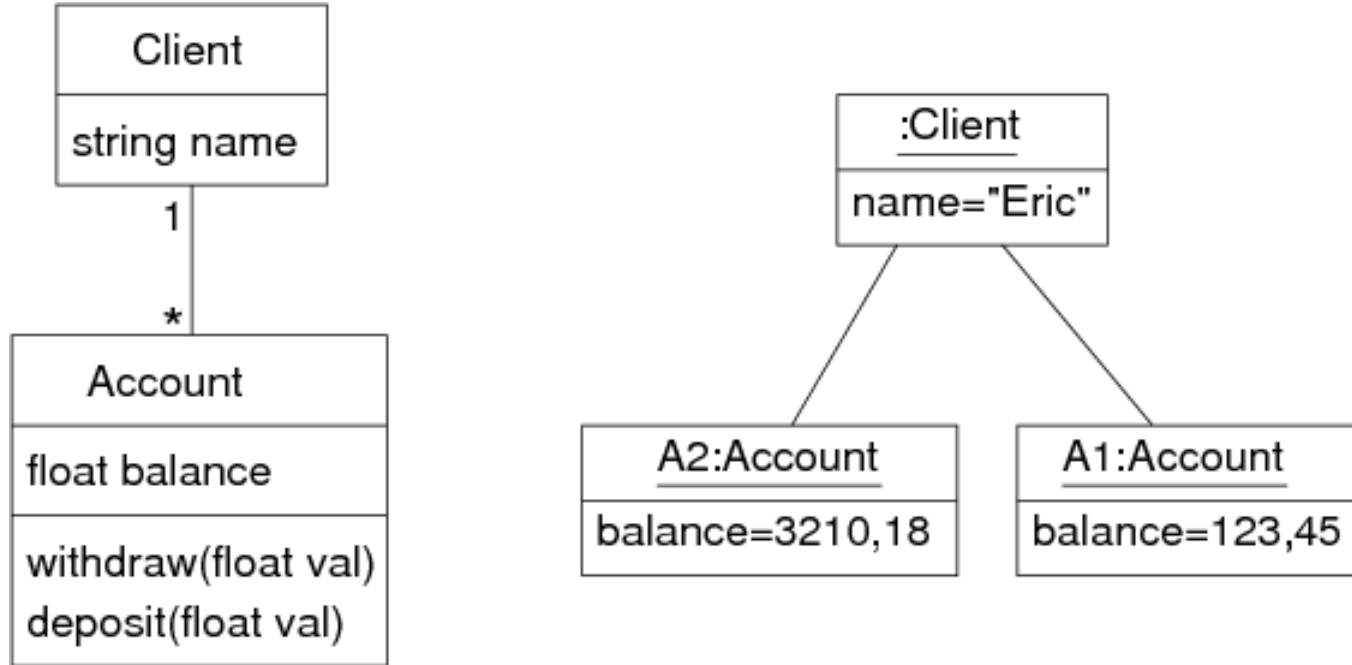 Client
string name
1
*
Account
float balance
withdraw(float val)
deposit(float val)
:Client
name="Eric"
A2:Account
balance=3210,18
A1:Account
balance=123,45